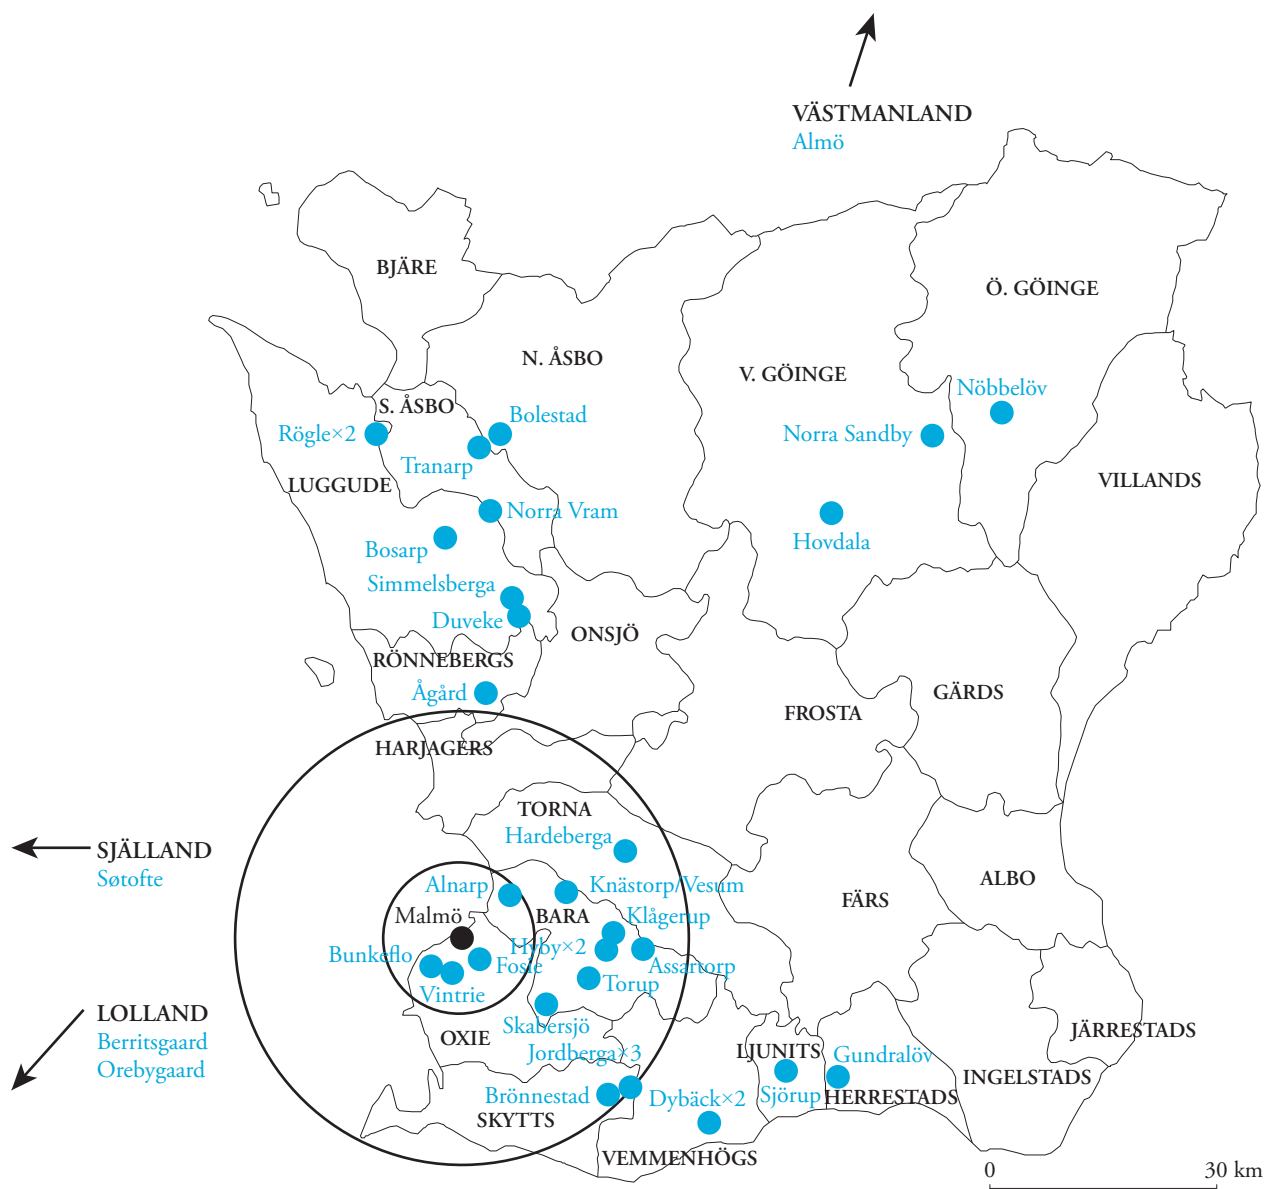 VÄSTMANLAND
Almö
BJÄRE
Ö. GÖINGE
N. ÅSBO
V. GÖINGE
Nöbbelöv
S. ÅSBO
Bolestad
Rögle×2
Norra Sandby
Tranarp
VILLANDS
LUGGUDE
Norra Vram
Hovdala
Bosarp
Simmelsberga
Duveke
ONSJÖ
RÖNNEBERGS
Ågård
GÄRDS
FROSTA
HARJAGERS
TORNA
Hardeberga
SJÄLLAND
Søtofte
ALBO
Alnarp
Knästorp/Vesum
FÄRS
Malmö
BARA
Klågerup
Hyby×2
Bunkeflo
Fosie
Assartorp
Torup
Vintrie
LOLLAND
Berritsgaard
Orebygaard
Skabersjö
OXIE
JÄRRESTADS
Jordberga×3
LJUNITS
Gundralöv
INGELSTADS
Brönnestad
Dybäck×2
Sjörup
HERRESTADS
SKYTTS
VEMMENHÖGS
0 30 km